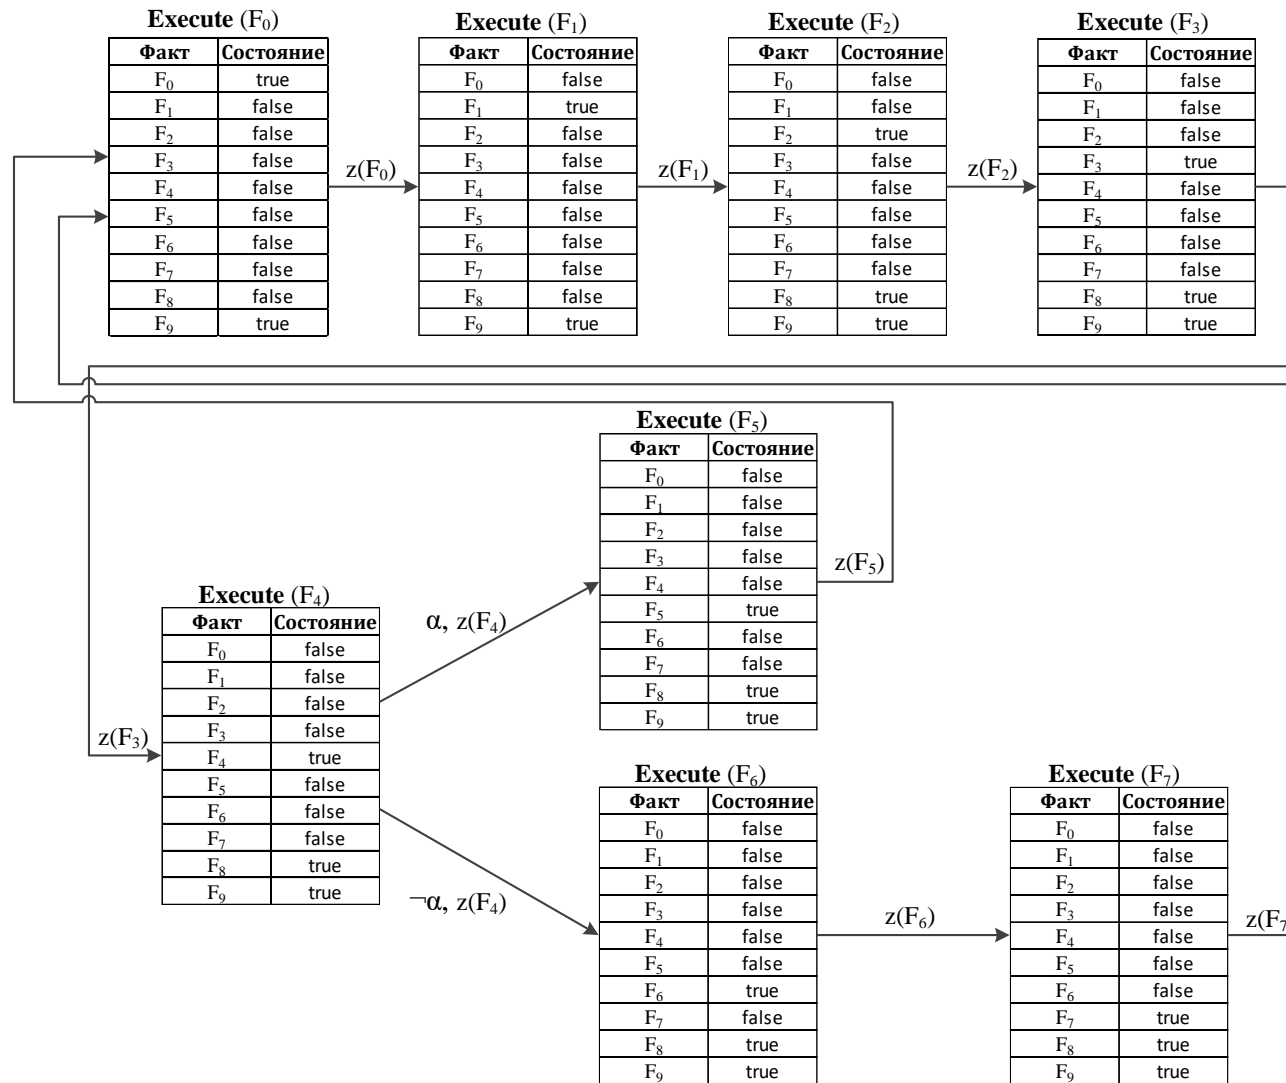 Execute (F₀)
Факт Состояние
F₀ true
F₁ false
F₂ false
F₃ false
F₄ false
F₅ false
F₆ false
F₇ false
F₈ false
F₉ true
z(F₀)
Execute (F₁)
Факт Состояние
F₀ false
F₁ true
F₂ false
F₃ false
F₄ false
F₅ false
F₆ false
F₇ false
F₈ false
F₉ true
z(F₁)
Execute (F₂)
Факт Состояние
F₀ false
F₁ false
F₂ true
F₃ false
F₄ false
F₅ false
F₆ false
F₇ false
F₈ true
F₉ true
z(F₂)
Execute (F₃)
Факт Состояние
F₀ false
F₁ false
F₂ false
F₃ true
F₄ false
F₅ false
F₆ false
F₇ false
F₈ true
F₉ true
z(F₃)
Execute (F₄)
Факт Состояние
F₀ false
F₁ false
F₂ false
F₃ false
F₄ true
F₅ false
F₆ false
F₇ false
F₈ true
F₉ true
α, z(F₄)
¬α, z(F₄)
Execute (F₅)
Факт Состояние
F₀ false
F₁ false
F₂ false
F₃ false
F₄ false
F₅ true
F₆ false
F₇ false
F₈ true
F₉ true
z(F₅)
Execute (F₆)
Факт Состояние
F₀ false
F₁ false
F₂ false
F₃ false
F₄ false
F₅ false
F₆ true
F₇ false
F₈ true
F₉ true
z(F₆)
Execute (F₇)
Факт Состояние
F₀ false
F₁ false
F₂ false
F₃ false
F₄ false
F₅ false
F₆ false
F₇ true
F₈ true
F₉ true
z(F₇